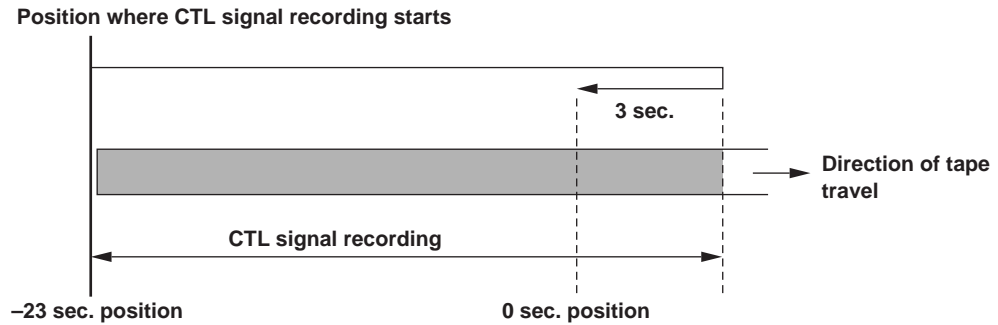 Position where CTL signal recording starts
3 sec.
Direction of tape
travel
CTL signal recording
–23 sec. position
0 sec. position